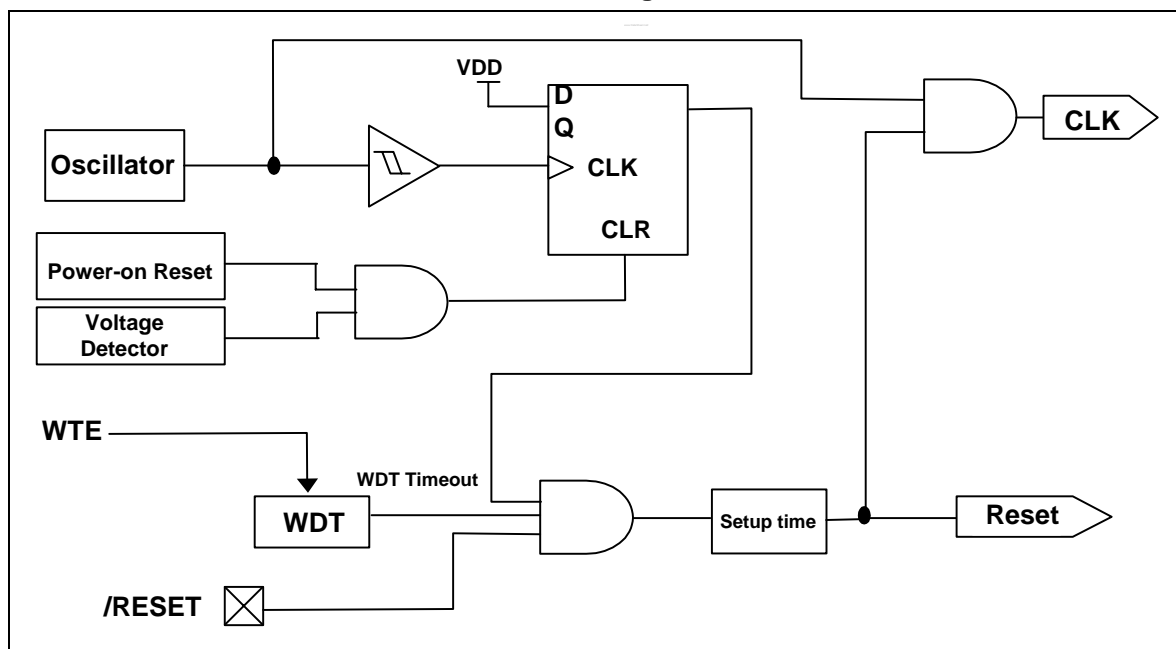 VDD
D
Q
CLK
CLR
Oscillator
CLK
Power-on Reset
Voltage
Detector
WTE
WDT Timeout
WDT
Setup time
Reset
/RESET